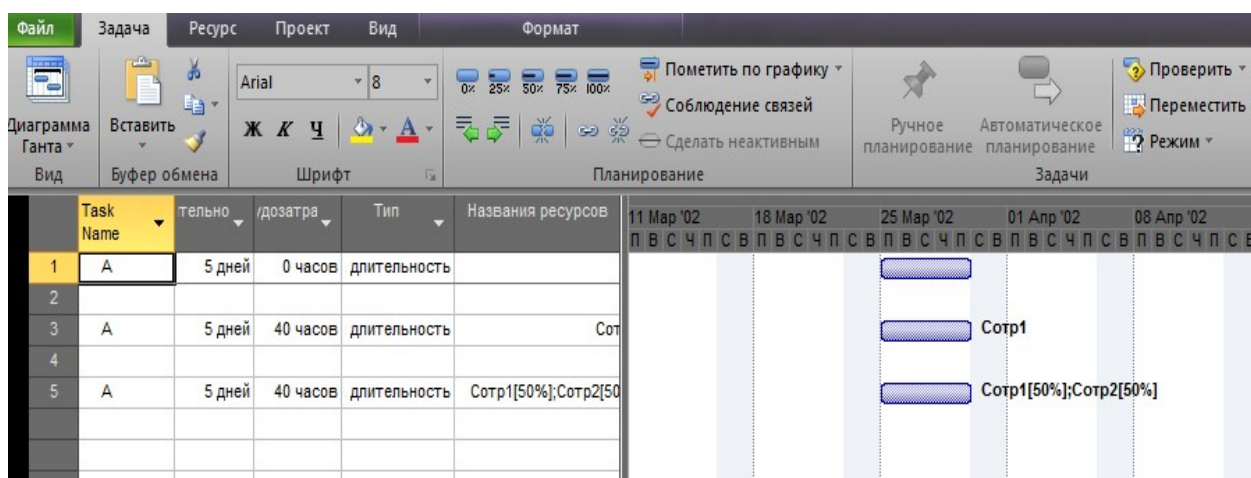 Файл Задача Ресурс Проект Вид Формат
Диаграмма Ганта
Вид
Вставить
Буфер обмена
Arial 8
Ж К Ч
Шрифт
0% 25% 50% 75% 100%
Пометить по графику
Соблюдение связей
Сделать неактивным
Планирование
Ручное планирование
Автоматическое планирование
Задачи
Проверить
Переместить
Режим
Task Name тельно /дозатра Тип Названия ресурсов 11 Мар '02 18 Мар '02 25 Мар '02 01 Апр '02 08 Апр '02
П В С Ч П С В П В С Ч П С В П В С Ч П С В П В С Ч П С В П В С Ч П С В
1 А 5 дней 0 часов длительность
2
3 А 5 дней 40 часов длительность Сот Сотр1
4
5 А 5 дней 40 часов длительность Сотр1[50%];Сотр2[50 Сотр1[50%];Сотр2[50%]